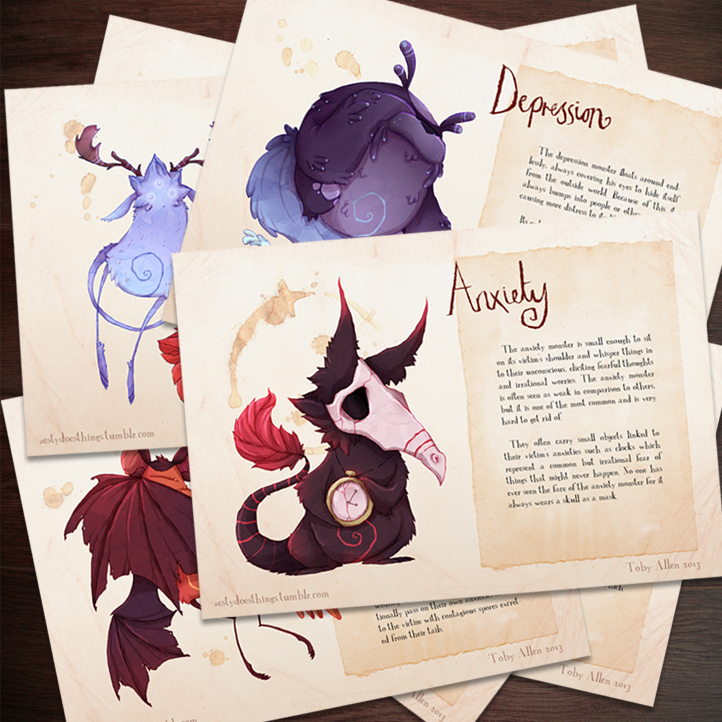 Depression
The depression monster floats around end-
lessly, always covering his eyes to hide itself
from the outside world. Because of this it
always bumps into people or other
causing more distress to
Anxiety
The anxiety monster is small enough to sit
on its victim's shoulder and whisper things in
to their unconscious, eliciting fearful thoughts
and irrational worries. The anxiety monster
is often seen as weak in comparison to others,
but it is one of the most common and is very
hard to get rid of.
They often carry small objects linked to
their victim's anxieties such as clocks which
represent a common but irrational fear of
things that might never happen. No one has
ever seen the face of the anxiety monster for it
always wears a skull as a mask.
Toby Allen 2013
zestydoesthings.tumblr.com
zestydoesthings.tumblr.com
tionally pass on their own
to the victim with contagious spores excret
ed from their tails.
Toby Allen 2013
Toby Allen 2013